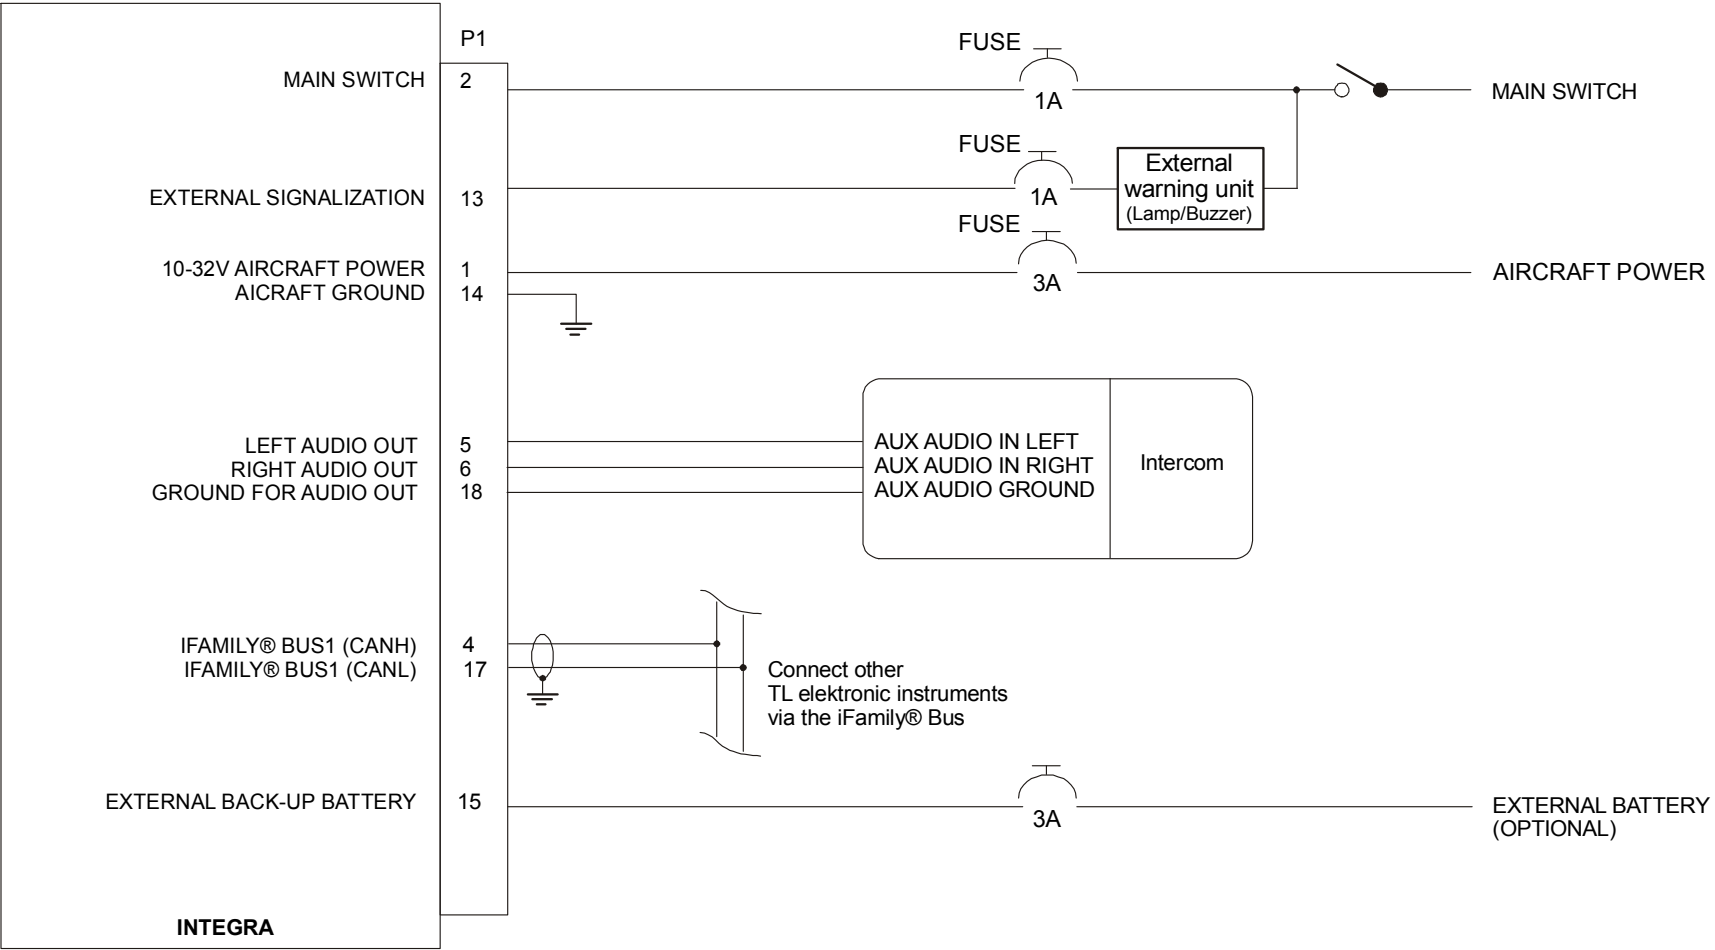 P1
FUSE
MAIN SWITCH 2 1A MAIN SWITCH
FUSE
External
warning unit
(Lamp/Buzzer)
EXTERNAL SIGNALIZATION 13 1A
FUSE
10-32V AIRCRAFT POWER 1 3A AIRCRAFT POWER
AICRAFT GROUND 14
LEFT AUDIO OUT 5 AUX AUDIO IN LEFT
RIGHT AUDIO OUT 6 AUX AUDIO IN RIGHT Intercom
GROUND FOR AUDIO OUT 18 AUX AUDIO GROUND
IFAMILY® BUS1 (CANH) 4
IFAMILY® BUS1 (CANL) 17
Connect other
TL elektronic instruments
via the iFamily® Bus
EXTERNAL BACK-UP BATTERY 15 3A EXTERNAL BATTERY
(OPTIONAL)
INTEGRA